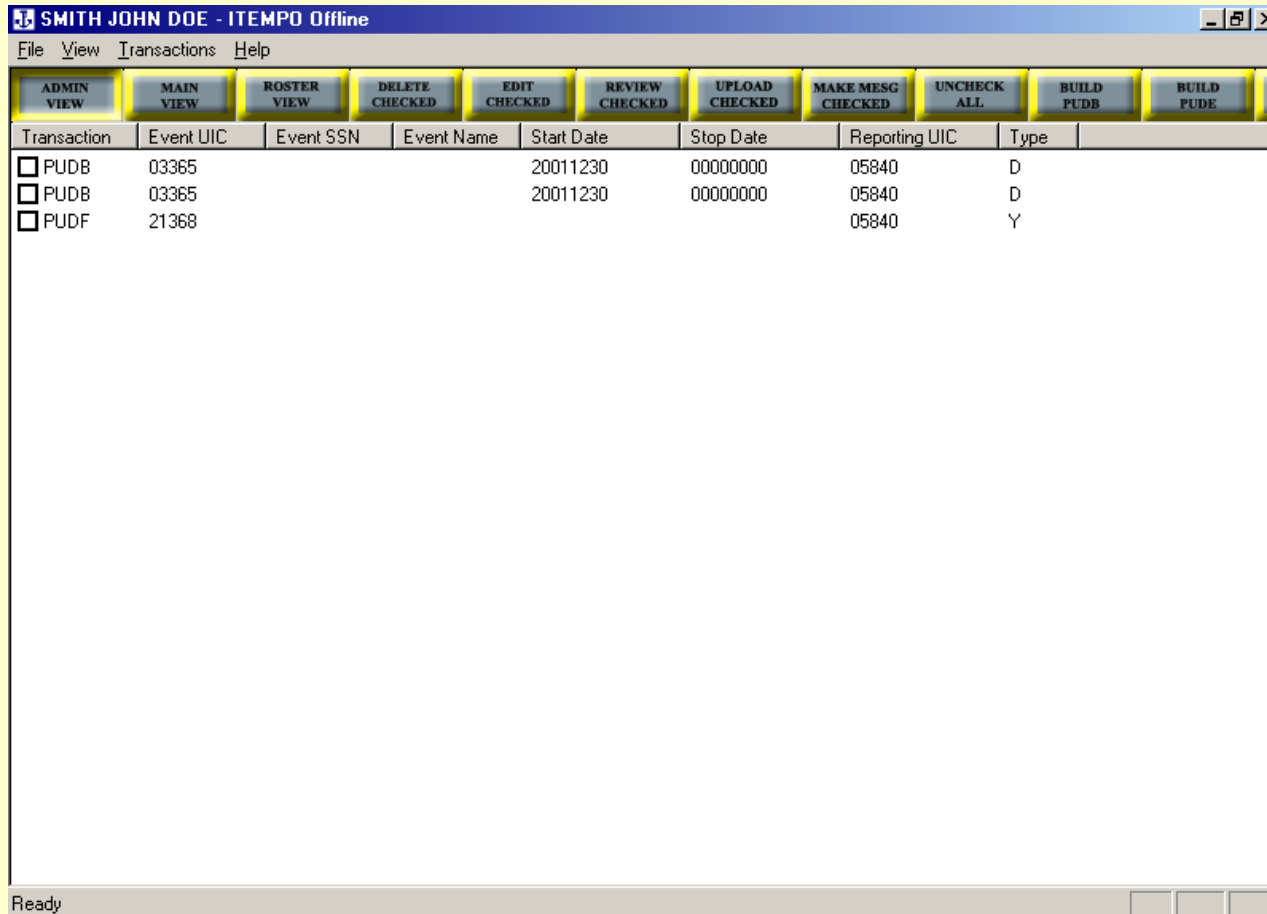 SMITH JOHN DOE - ITEMPO Offline
File View Transactions Help
ADMIN VIEW MAIN VIEW ROSTER VIEW DELETE CHECKED EDIT CHECKED REVIEW CHECKED UPLOAD CHECKED MAKE MESG CHECKED UNCHECK ALL BUILD PUDB BUILD PUDE
Transaction Event UIC Event SSN Event Name Start Date Stop Date Reporting UIC Type
PUDB 03365 20011230 00000000 05840 D
PUDB 03365 20011230 00000000 05840 D
PUDF 21368 05840 Y
Ready